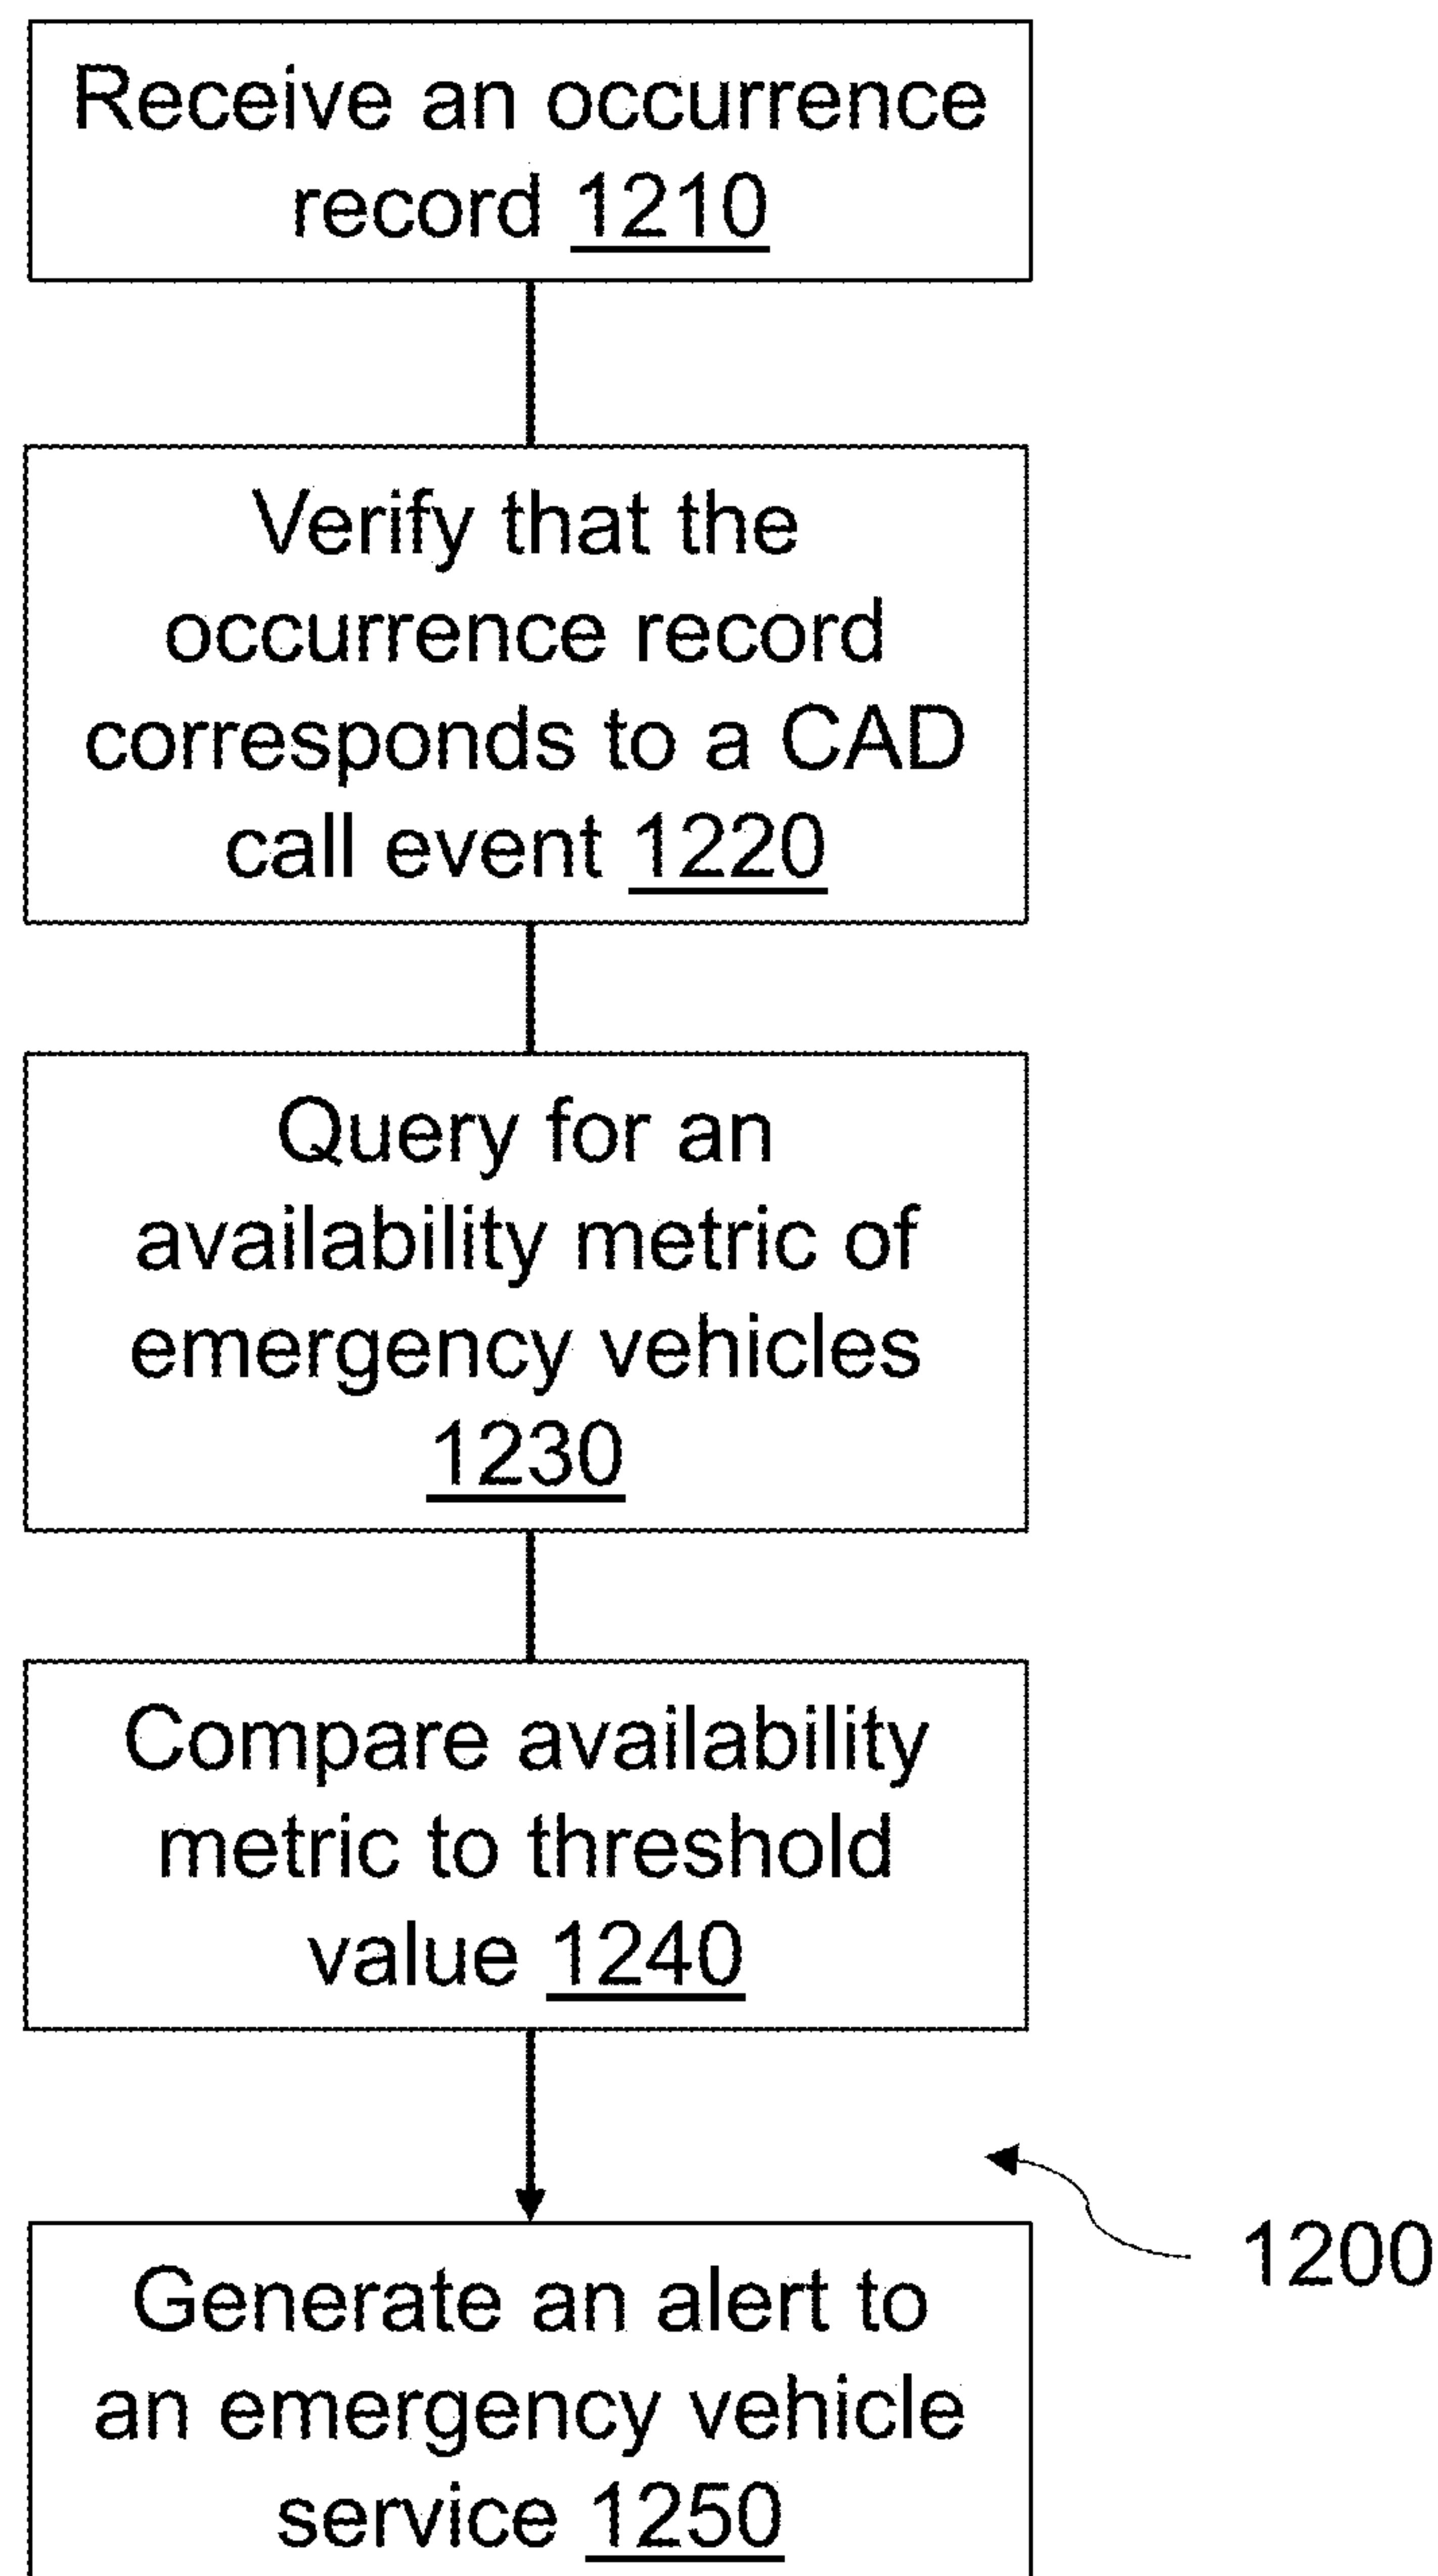 Receive an occurrence
record 1210
Verify that the
occurrence record
corresponds to a CAD
call event 1220
Query for an
availability metric of
emergency vehicles
1230
Compare availability
metric to threshold
value 1240
1200
Generate an alert to
an emergency vehicle
service 1250